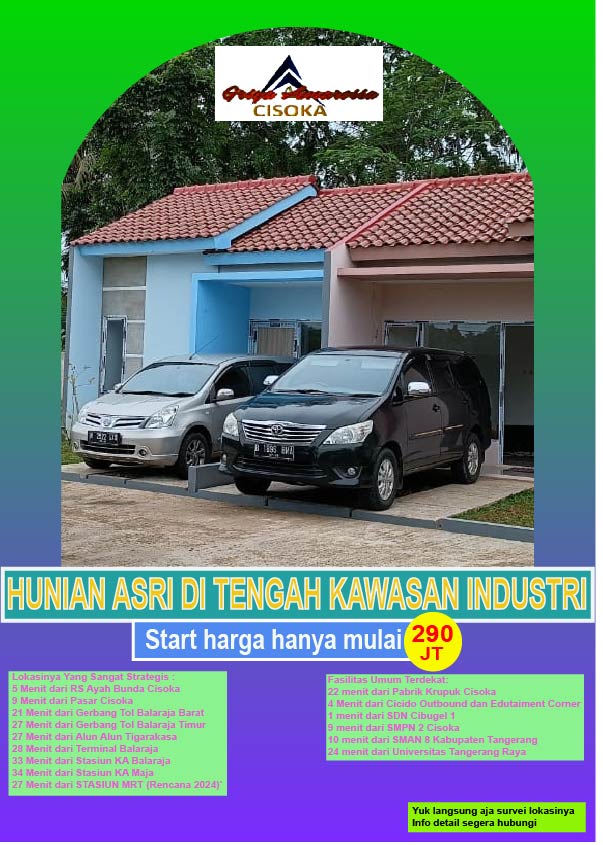 Griya Amarossa
CISOKA
B 1696 BMA
HUNIAN ASRI DI TENGAH KAWASAN INDUSTRI
Start harga hanya mulai
290
JT
Lokasinya Yang Sangat Strategis :
5 Menit dari RS Ayah Bunda Cisoka
9 Menit dari Pasar Cisoka
21 Menit dari Gerbang Tol Balaraja Barat
27 Menit dari Gerbang Tol Balaraja Timur
27 Menit dari Alun Alun Tigarakasa
28 Menit dari Terminal Balaraja
33 Menit dari Stasiun KA Balaraja
34 Menit dari Stasiun KA Maja
27 Menit dari STASIUN MRT (Rencana 2024)'
Fasilitas Umum Terdekat:
22 menit dari Pabrik Krupuk Cisoka
4 Menit dari Cicido Outbound dan Edutaiment Corner
1 menit dari SDN Cibugel 1
9 menit dari SMPN 2 Cisoka
10 menit dari SMAN 8 Kabupaten Tangerang
24 menit dari Universitas Tangerang Raya
Yuk langsung aja survei lokasinya
Info detail segera hubungi